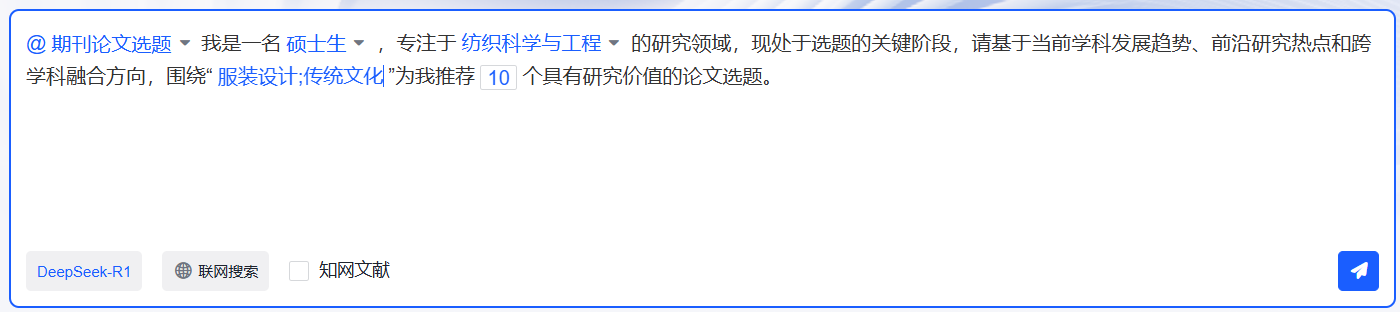 @ 期刊论文选题 我是一名 硕士生 ，专注于 纺织科学与工程 的研究领域，现处于选题的关键阶段，请基于当前学科发展趋势、前沿研究热点和跨
学科融合方向，围绕“ 服装设计;传统文化 ”为我推荐 10 个具有研究价值的论文选题。
DeepSeek-R1 联网搜索 知网文献